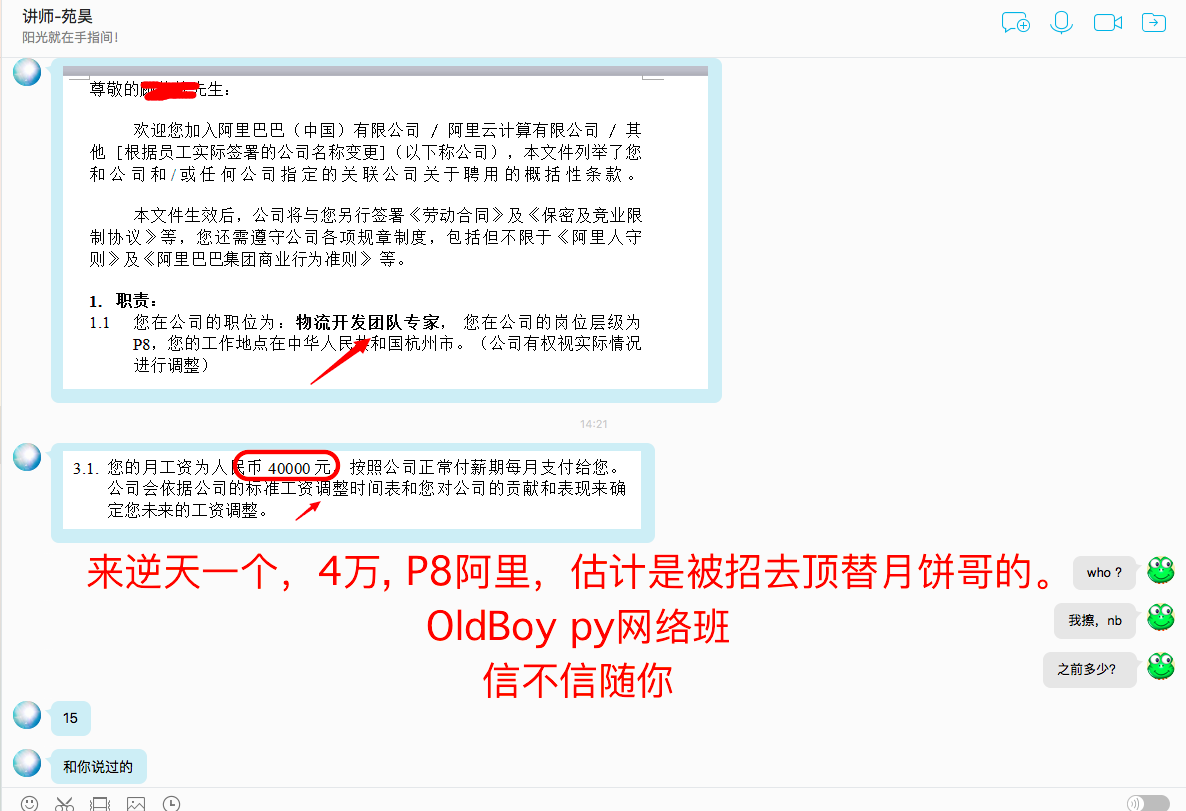 讲师-苑昊
阳光就在手指间!
尊敬的 先生：
欢迎您加入阿里巴巴（中国）有限公司 / 阿里云计算有限公司 / 其
他 [根据员工实际签署的公司名称变更]（以下称公司），本文件列举了您
和公司和/或任何公司指定的关联公司关于聘用的概括性条款。
本文件生效后，公司将与您另行签署《劳动合同》及《保密及竞业限
制协议》等，您还需遵守公司各项规章制度，包括但不限于《阿里人守
则》及《阿里巴巴集团商业行为准则》等。
1. 职责：
1.1 您在公司的职位为：物流开发团队专家， 您在公司的岗位层级为
P8，您的工作地点在中华人民共和国杭州市。（公司有权视实际情况
进行调整）
14:21
3.1. 您的月工资为人民币 40000 元，按照公司正常付薪期每月支付给您。
公司会依据公司的标准工资调整时间表和您对公司的贡献和表现来确
定您未来的工资调整。
来逆天一个，4万, P8阿里，估计是被招去顶替月饼哥的。
OldBoy py网络班
信不信随你
who ?
我擦，nb
之前多少?
15
和你说过的